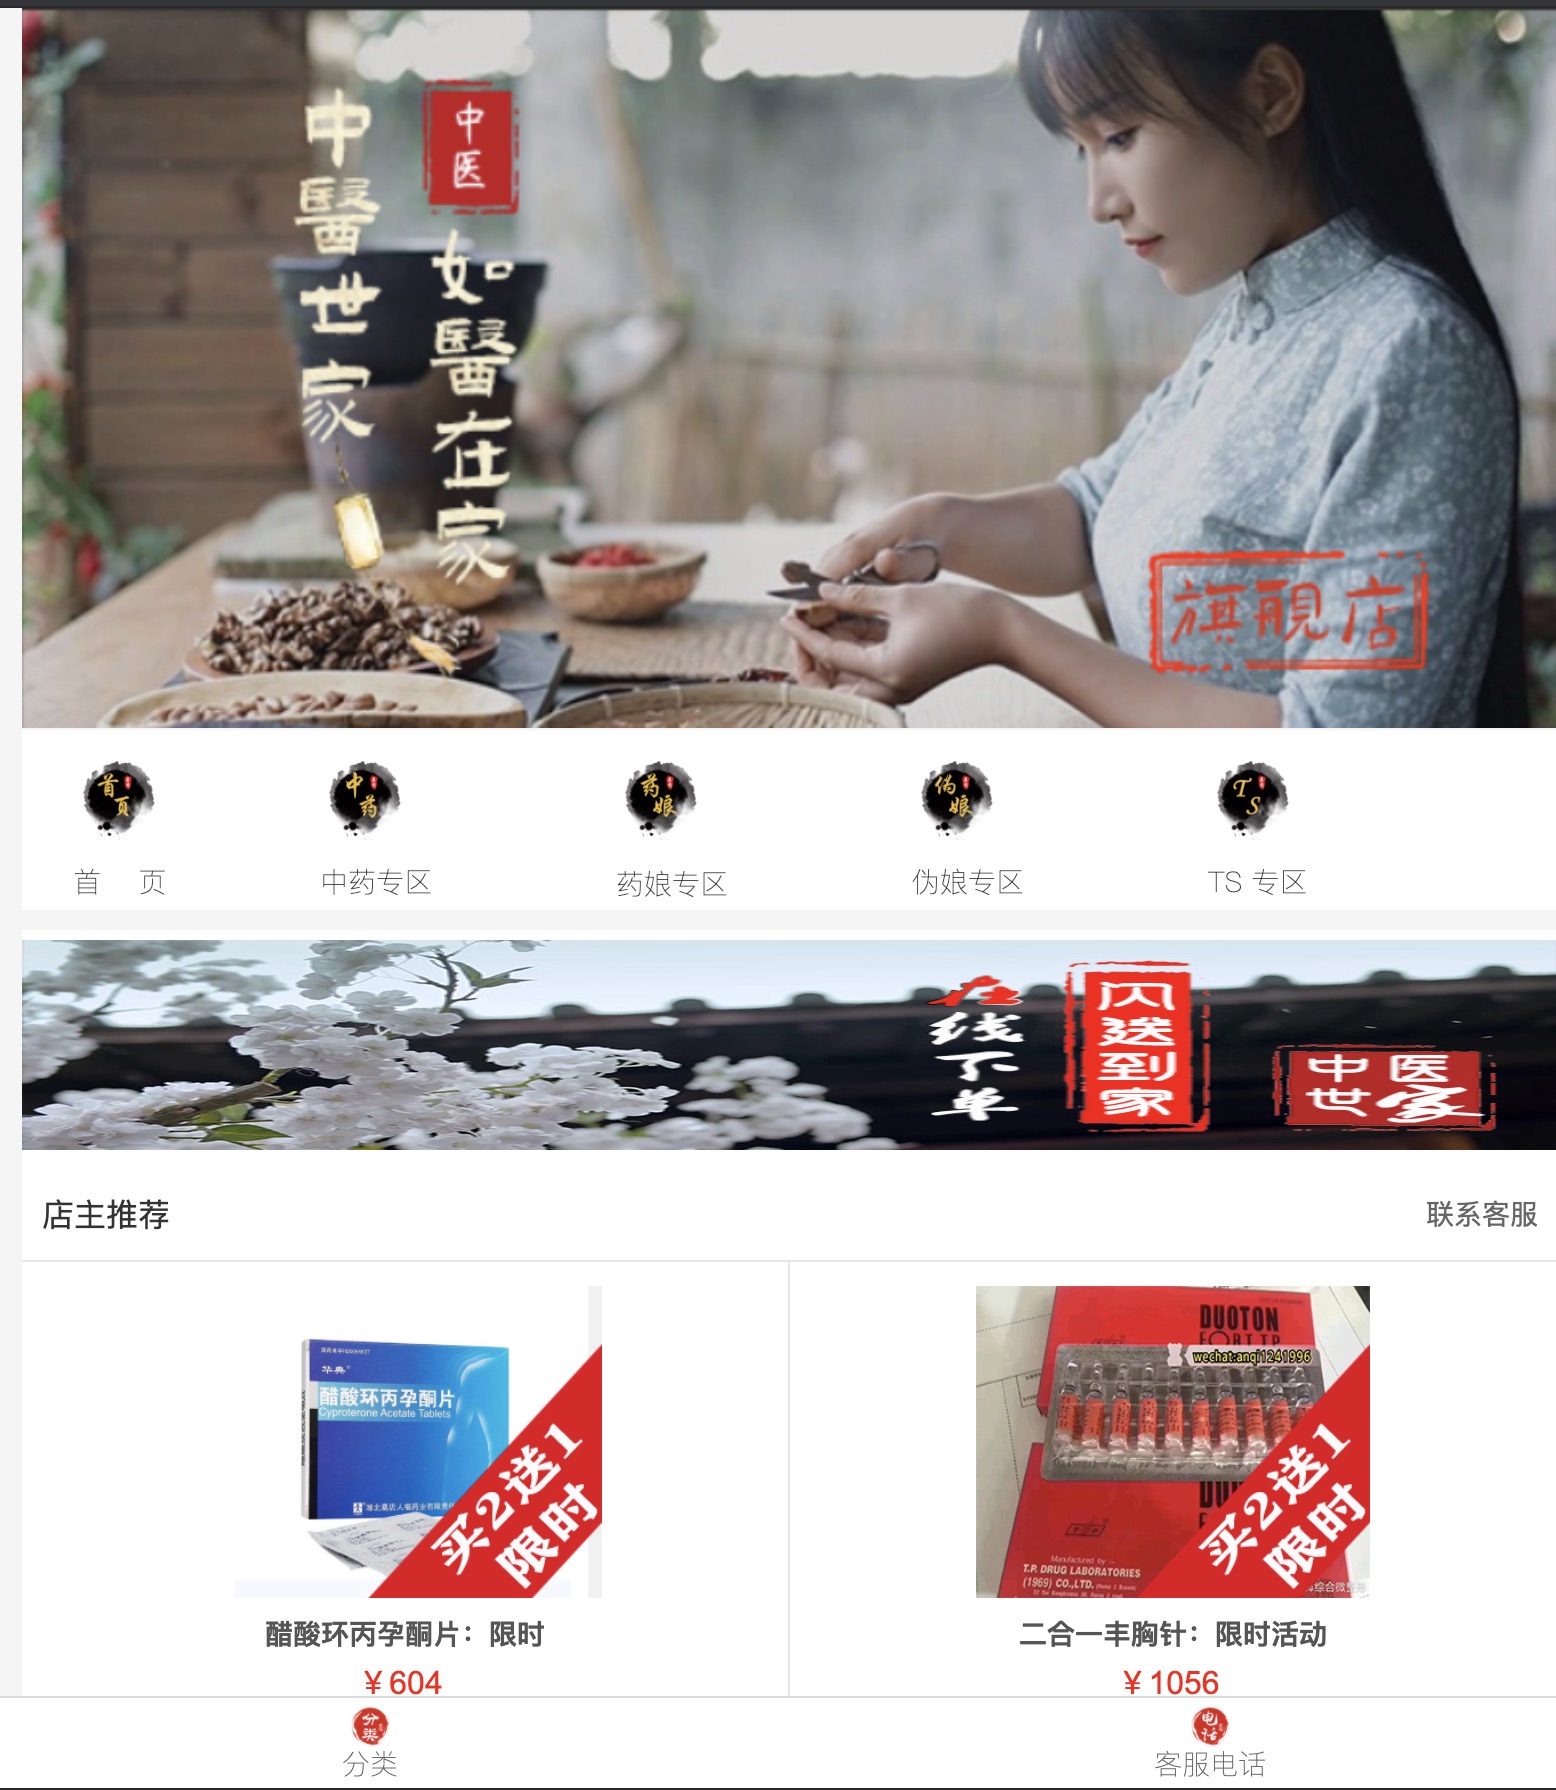 中醫世家
中医
如醫在家
旗舰店
首页
中药
药娘
伪娘
TS
首 页
中药专区
药娘专区
伪娘专区
TS 专区
在线下单
闪送到家
中医
世家
店主推荐
联系客服
华典
醋酸环丙孕酮片
Cyproterone Acetate Tablets
买2送1
限时
DUOTON
FORTE T.P.
wechat:anqi1241996
Manufactured by :-
T.P. DRUG LABORATORIES
(1969) CO.,LTD.
买2送1
限时
醋酸环丙孕酮片：限时
¥ 604
二合一丰胸针：限时活动
¥ 1056
分类
电话
分类
客服电话